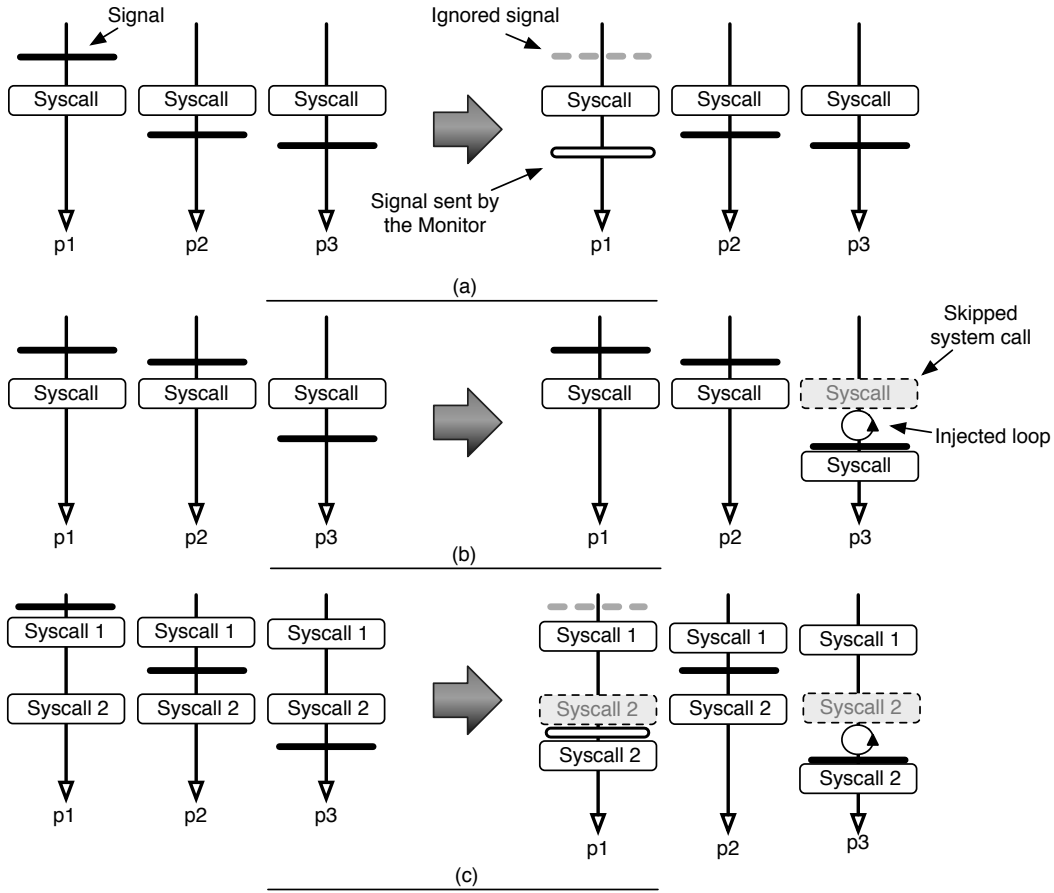 Signal
Ignored signal
Syscall
Syscall
Syscall
Syscall
Syscall
Syscall
Signal sent by
the Monitor
p1
p2
p3
p1
p2
p3
(a)
Skipped
system call
Syscall
Syscall
Syscall
Syscall
Syscall
Syscall
Injected loop
Syscall
p1
p2
p3
p1
p2
p3
(b)
Syscall 1
Syscall 1
Syscall 1
Syscall 1
Syscall 1
Syscall 1
Syscall 2
Syscall 2
Syscall 2
Syscall 2
Syscall 2
Syscall 2
Syscall 2
Syscall 2
p1
p2
p3
p1
p2
p3
(c)